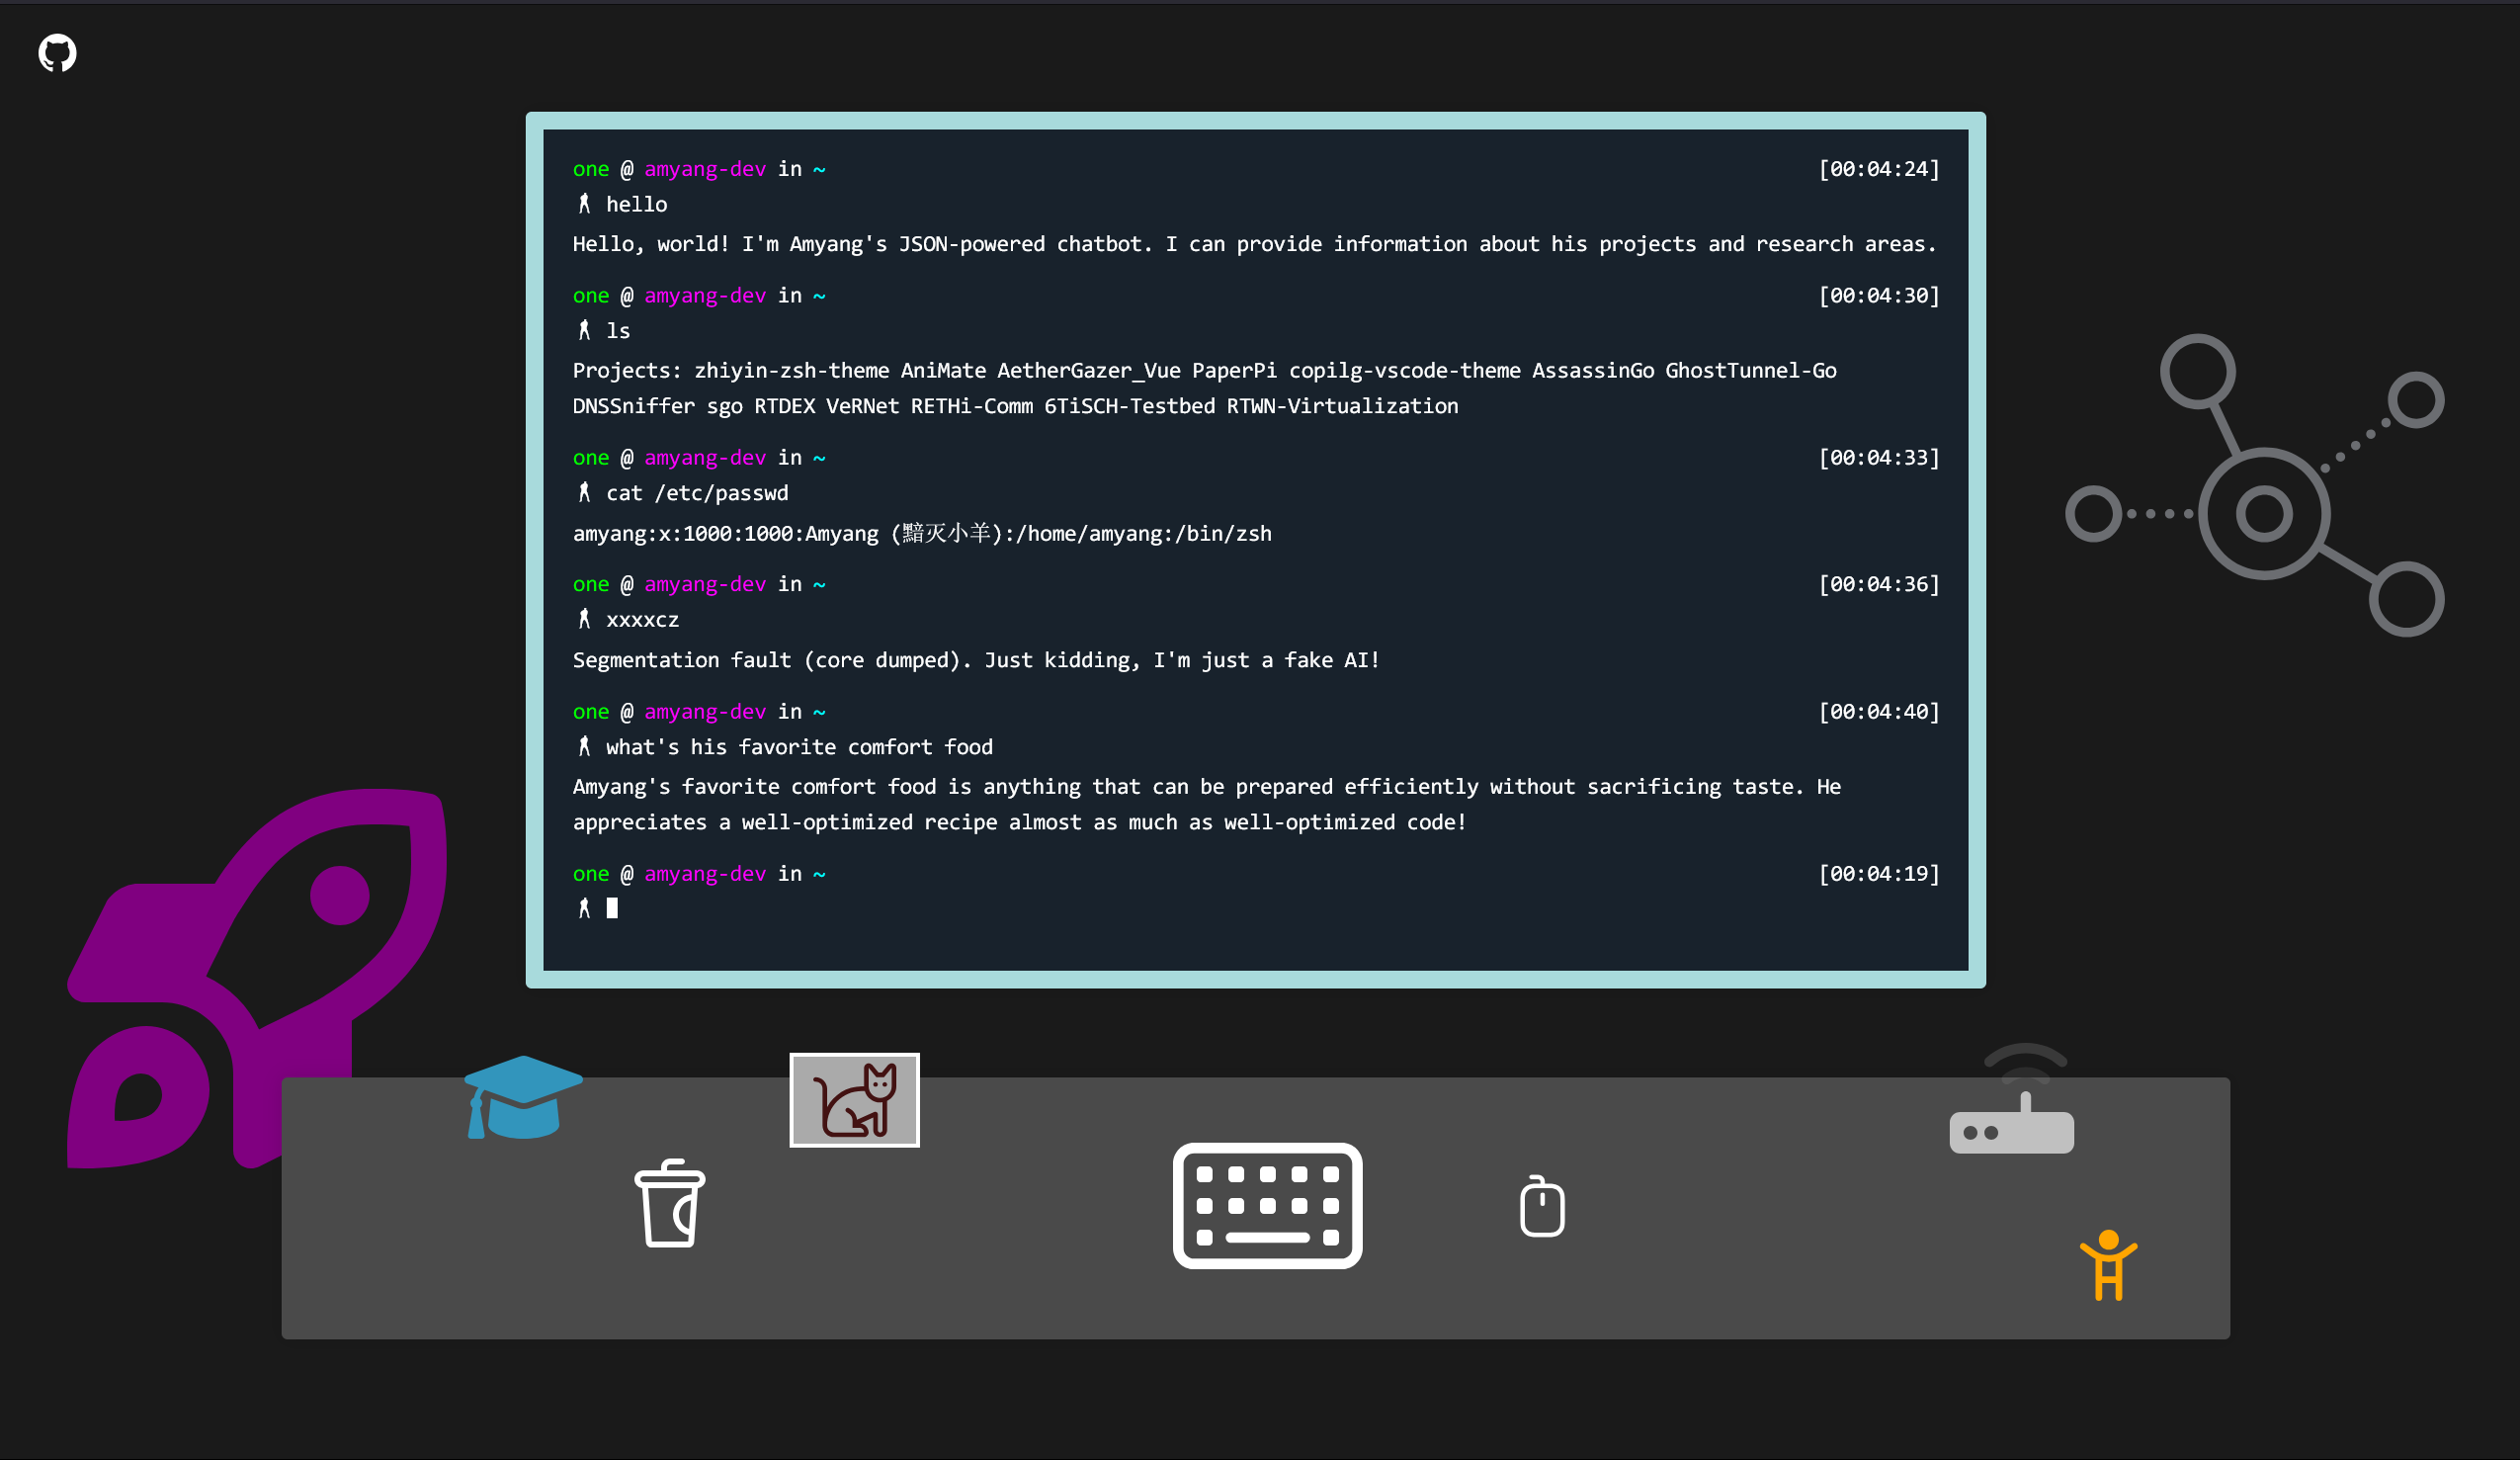 one @ amyang-dev in ~ [00:04:24]
hello
Hello, world! I'm Amyang's JSON-powered chatbot. I can provide information about his projects and research areas.
one @ amyang-dev in ~ [00:04:30]
ls
Projects: zhiyin-zsh-theme AniMate AetherGazer_Vue PaperPi copilg-vscode-theme AssassinGo GhostTunnel-Go
DNSSniffer sgo RTDEX VeRNet RETHi-Comm 6TiSCH-Testbed RTWN-Virtualization
one @ amyang-dev in ~ [00:04:33]
cat /etc/passwd
amyang:x:1000:1000:Amyang (黯灭小羊):/home/amyang:/bin/zsh
one @ amyang-dev in ~ [00:04:36]
xxxxcz
Segmentation fault (core dumped). Just kidding, I'm just a fake AI!
one @ amyang-dev in ~ [00:04:40]
what's his favorite comfort food
Amyang's favorite comfort food is anything that can be prepared efficiently without sacrificing taste. He
appreciates a well-optimized recipe almost as much as well-optimized code!
one @ amyang-dev in ~ [00:04:19]